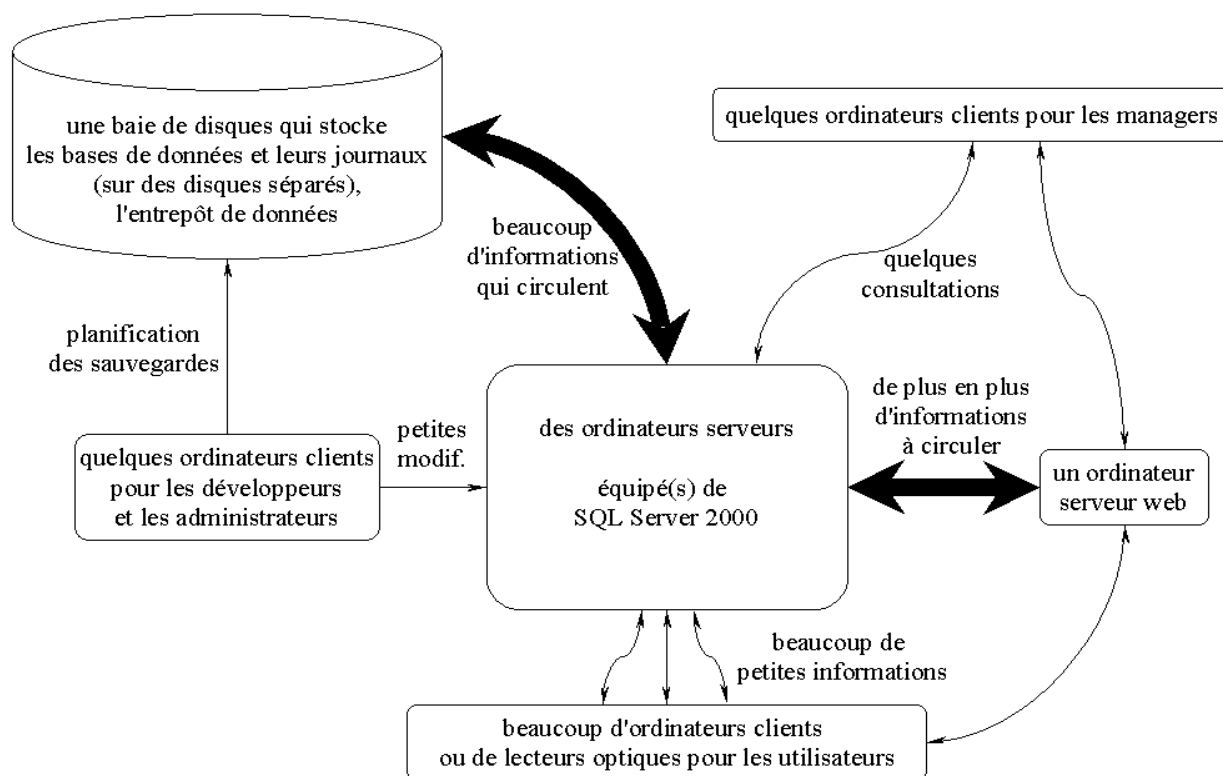 une baie de disques qui stocke
les bases de données et leurs journaux
(sur des disques séparés),
l'entrepôt de données
quelques ordinateurs clients pour les managers
beaucoup
d'informations
qui circulent
quelques
consultations
planification
des sauvegardes
de plus en plus
d'informations
à circuler
petites
modif.
des ordinateurs serveurs
équipé(s) de
SQL Server 2000
quelques ordinateurs clients
pour les développeurs
et les administrateurs
un ordinateur
serveur web
beaucoup de
petites informations
beaucoup d'ordinateurs clients
ou de lecteurs optiques pour les utilisateurs